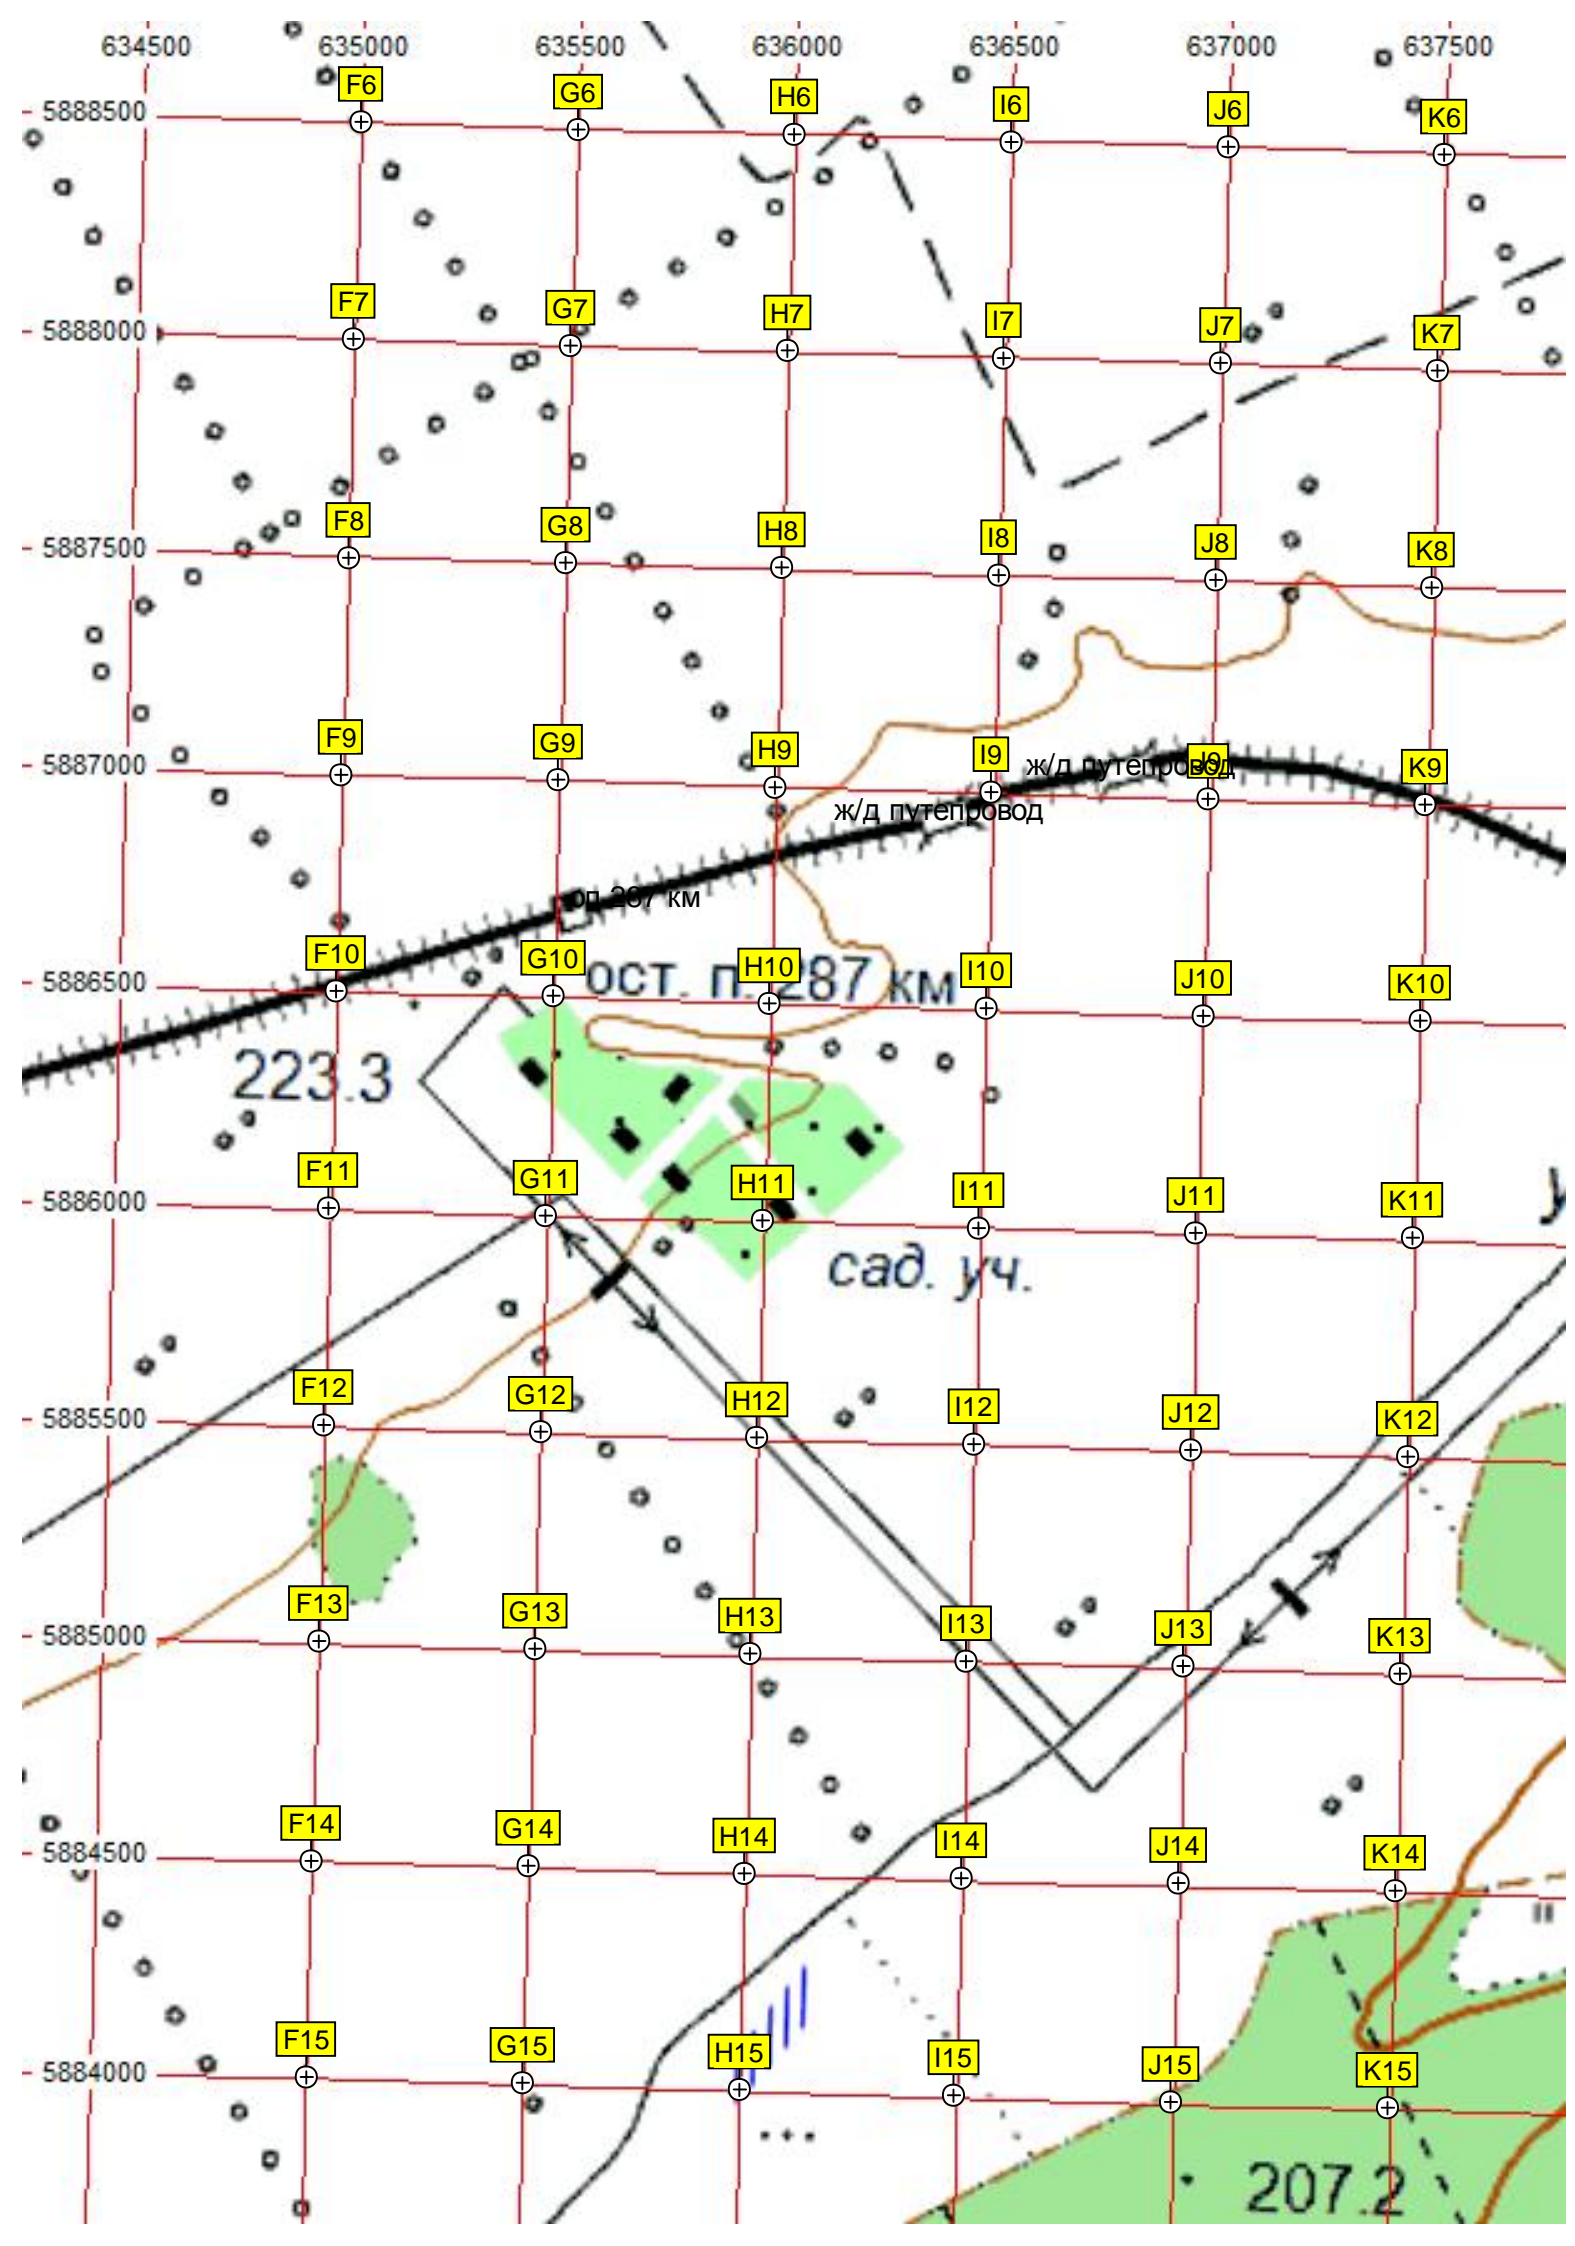 634500 635000 635500 636000 636500 637000 637500
F6 G6 H6 I6 J6 K6
5888500
F7 G7 H7 I7 J7 K7
5888000
F8 G8 H8 I8 J8 K8
5887500
F9 G9 H9 I9 J9 K9
ж/д путепровод
5887000
ж/д путепровод
оп 287 км
F10 G10 H10 I10 J10 K10
ост. п. 287 км
5886500
223.3
F11 G11 H11 I11 J11 K11
5886000
сад. уч.
F12 G12 H12 I12 J12 K12
5885500
F13 G13 H13 I13 J13 K13
5885000
F14 G14 H14 I14 J14 K14
5884500
F15 G15 H15 I15 J15 K15
5884000
207.2